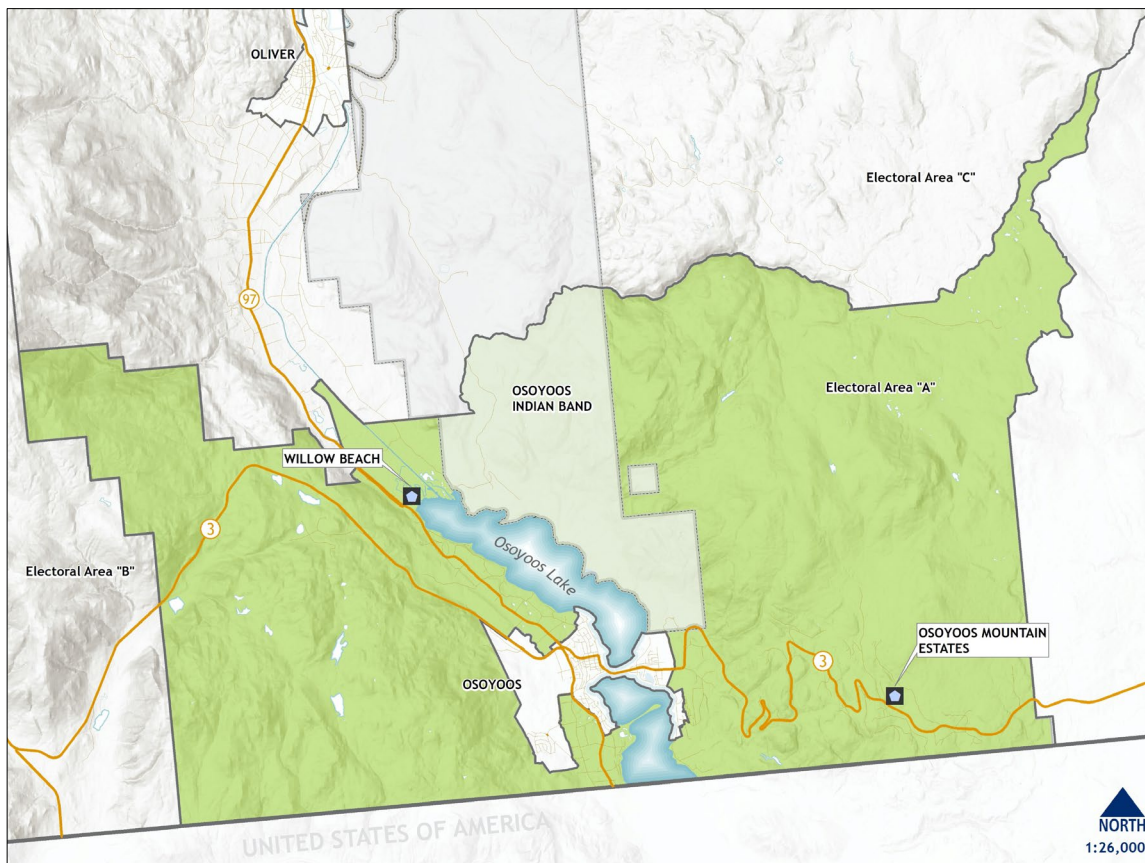 OLIVER
Electoral Area "C"
97
OSOYOOS
INDIAN BAND
Electoral Area "A"
WILLOW BEACH
3
Osoyoos Lake
Electoral Area "B"
OSOYOOS MOUNTAIN
ESTATES
3
OSOYOOS
UNITED STATES OF AMERICA
NORTH
1:26,000